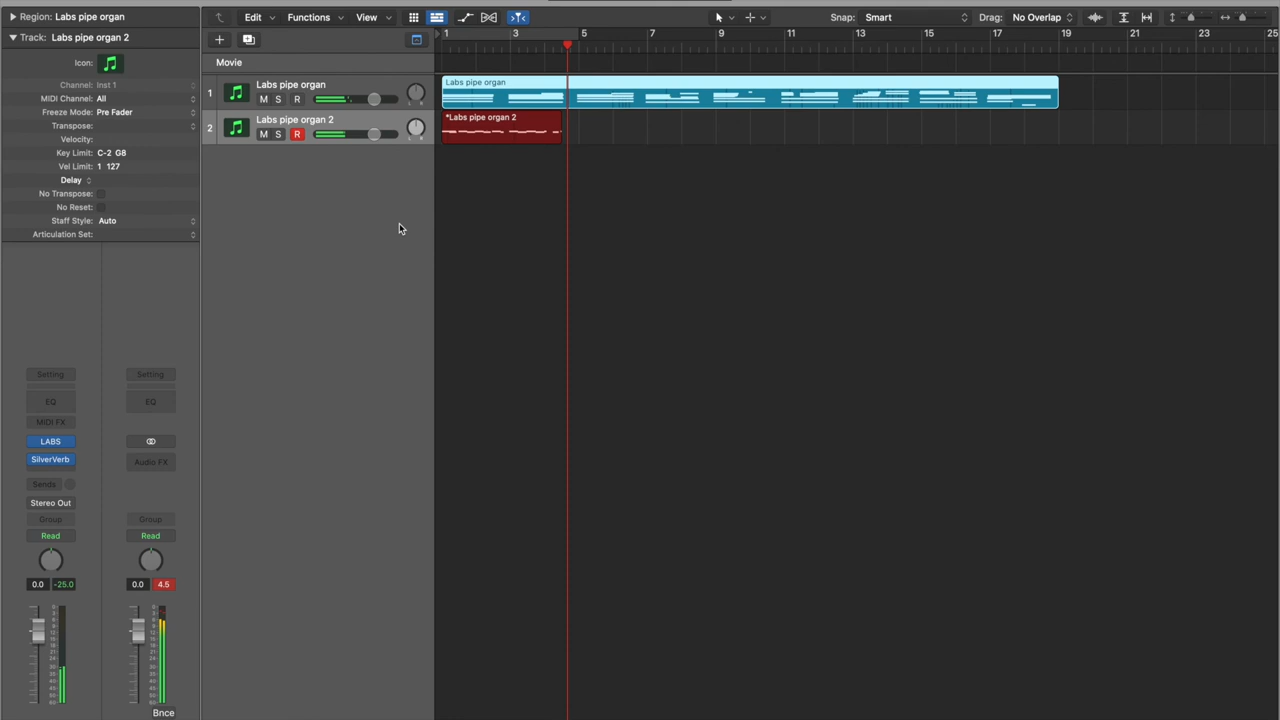 Region: Labs pipe organ
Edit Functions View Snap: Smart Drag: No Overlap
Track: Labs pipe organ 2
1 3 5 7 9 11 13 15 17 19 21 23 25
Icon:
Movie
Channel: Inst 1
MIDI Channel: All
Freeze Mode: Pre Fader
Transpose:
Velocity:
Key Limit: C-2 G8
Vel Limit: 1 127
Delay
No Transpose:
No Reset:
Staff Style: Auto
Articulation Set:
1 Labs pipe organ
M S R
L R
Labs pipe organ
2 Labs pipe organ 2
M S R
L R
*Labs pipe organ 2
Setting Setting
EQ EQ
MIDI FX
LABS
SilverVerb Audio FX
Sends
Stereo Out
Group Group
Read Read
0.0 -25.0 0.0 4.5
Bnce